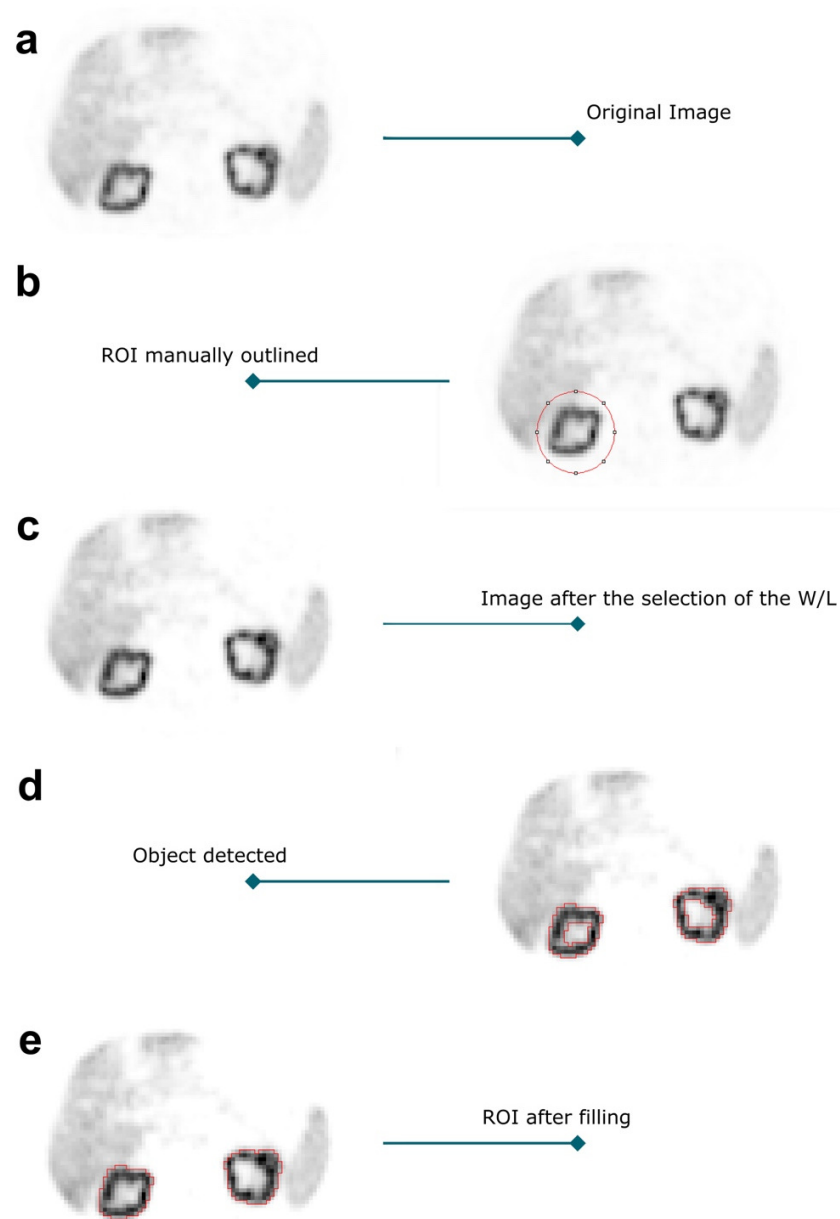 a
Original Image
b
ROI manually outlined
c
Image after the selection of the W/L
d
Object detected
e
ROI after filling